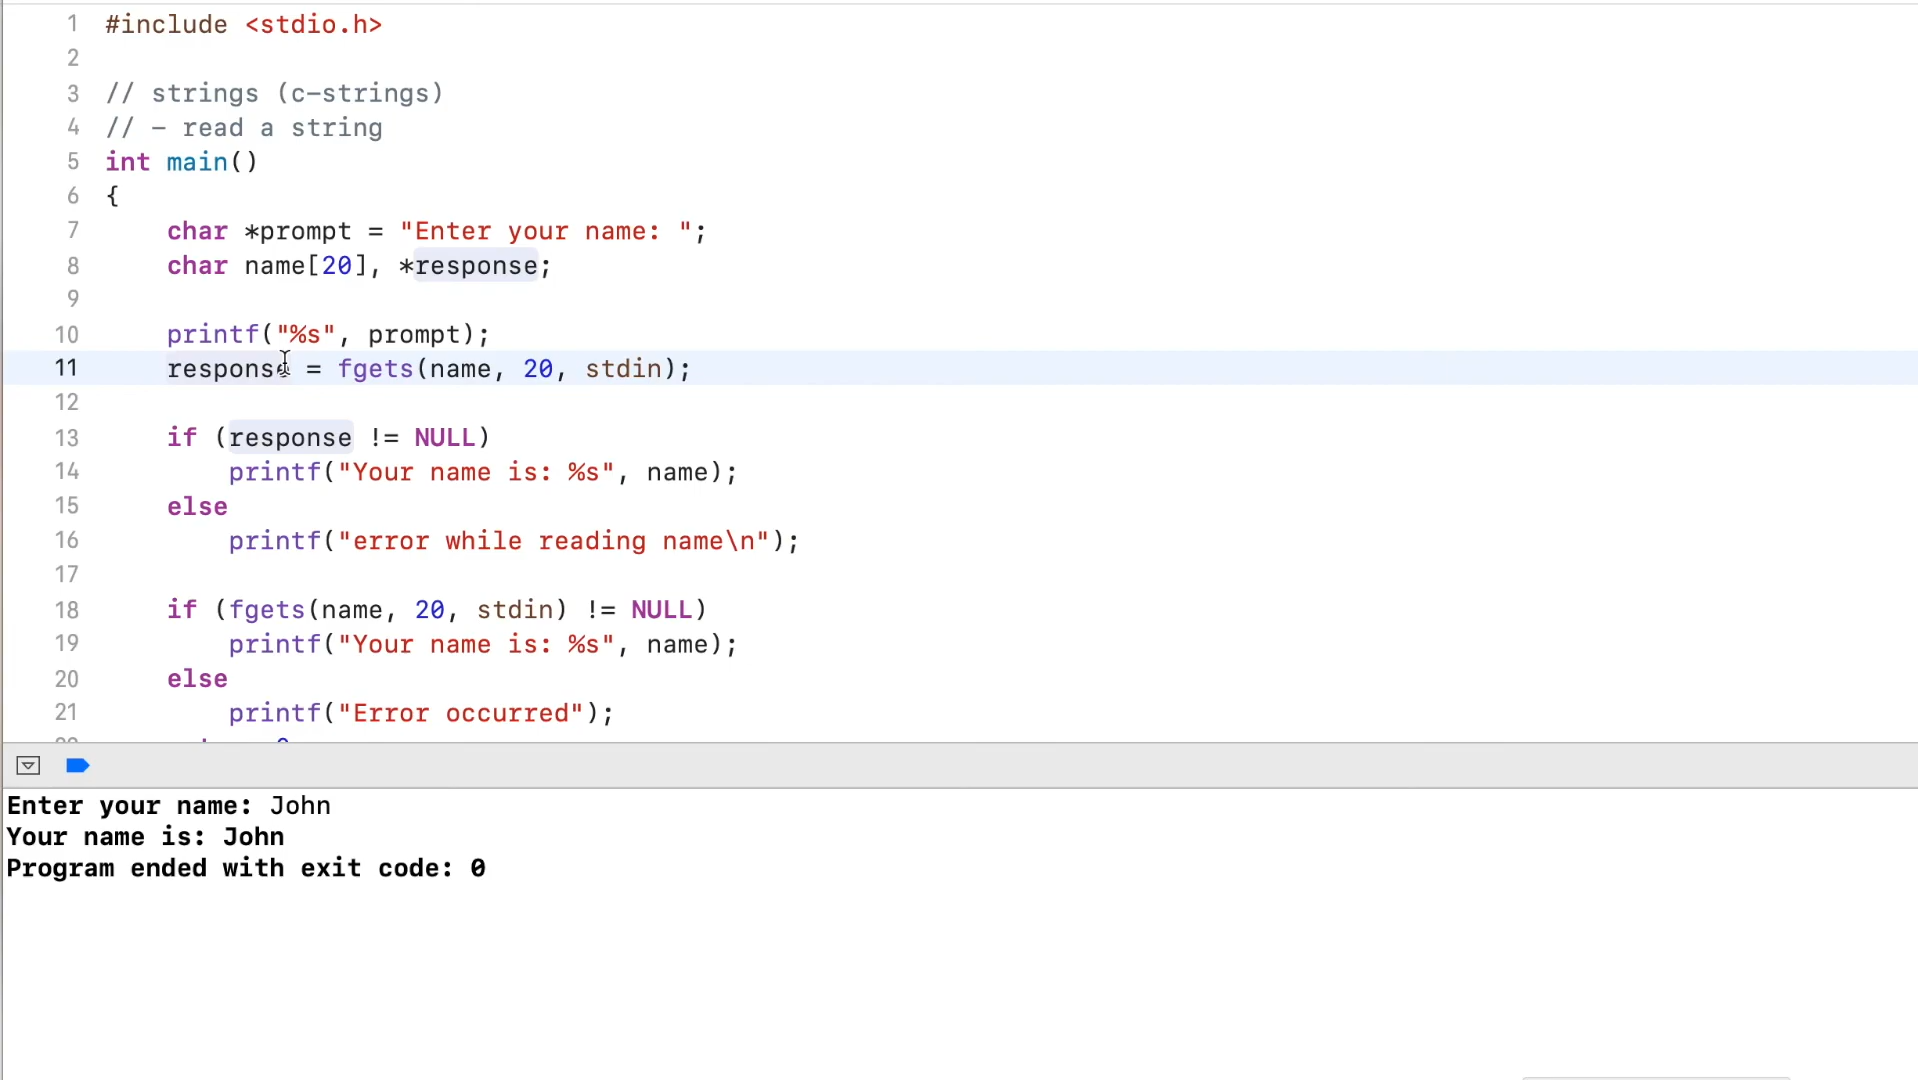 1 #include <stdio.h>
2
3 // strings (c-strings)
4 // - read a string
5 int main()
6 {
7 char *prompt = "Enter your name: ";
8 char name[20], *response;
9
10 printf("%s", prompt);
11 response = fgets(name, 20, stdin);
12
13 if (response != NULL)
14 printf("Your name is: %s", name);
15 else
16 printf("error while reading name\n");
17
18 if (fgets(name, 20, stdin) != NULL)
19 printf("Your name is: %s", name);
20 else
21 printf("Error occurred");
Enter your name: John
Your name is: John
Program ended with exit code: 0